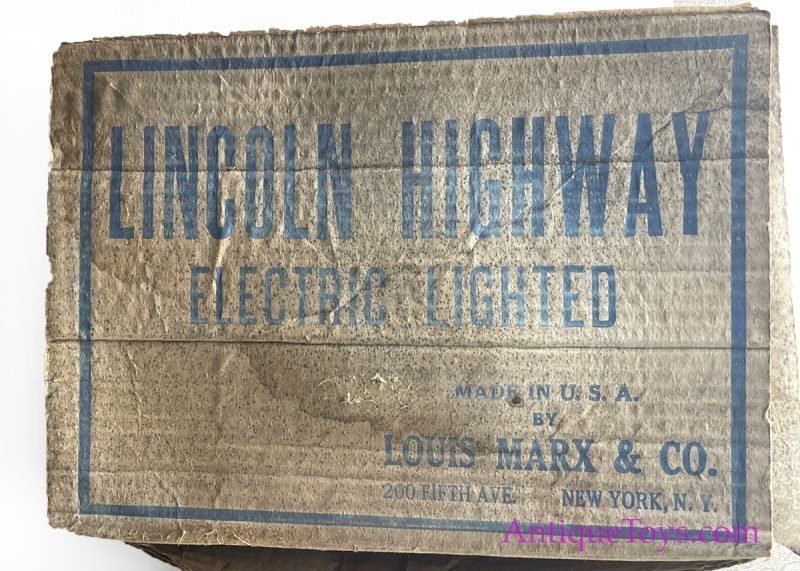 LINCOLN HIGHWAY
ELECTRIC LIGHTED
MADE IN U. S. A.
BY
LOUIS MARX & CO.
200 FIFTH AVE. NEW YORK, N. Y.
AntiqueToys.com